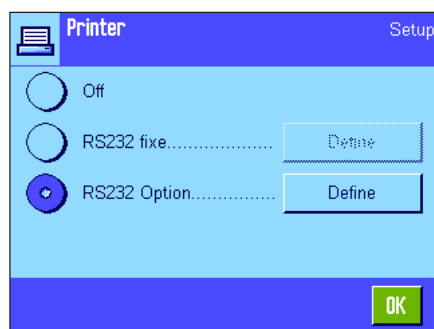 Printer Setup
Off
RS232 fixe.................... Define
RS232 Option................ Define
OK